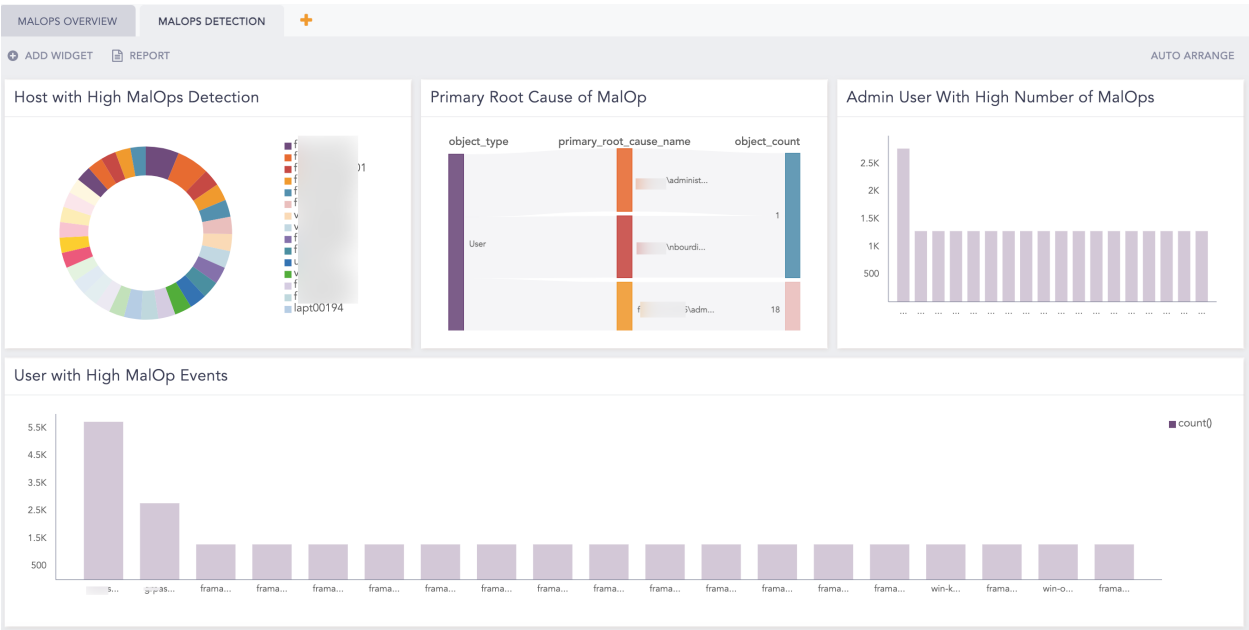 MALOPS OVERVIEW
MALOPS DETECTION
ADD WIDGET
REPORT
AUTO ARRANGE
Host with High MalOps Detection
f
f
f 01
f
f
f
v
v
f
f
u
v
f
f
lapt00194
Primary Root Cause of MalOp
object_type primary_root_cause_name object_count
\administ...
1
User
\nbourdi...
\adm...
18
Admin User With High Number of MalOps
2.5K
2K
1.5K
1K
500
... ... ... ... ... ... ... ... ... ... ... ... ... ... ... ... ... ...
User with High MalOp Events
count()
5.5K
4.5K
3.5K
2.5K
1.5K
500
s... frama... frama... frama... frama... frama... frama... frama... frama... frama... frama... frama... frama... frama... win-k... frama... win-o... frama...